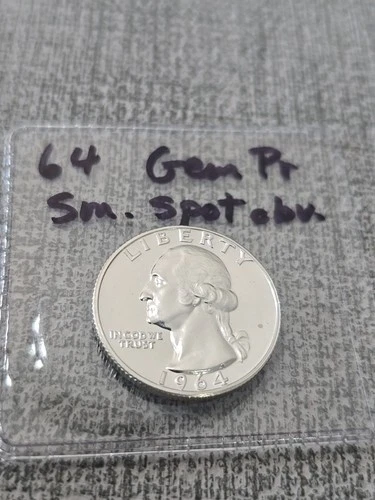 64 Gem Pr
Sm. Spot obv.
LIBERTY
IN GOD WE
TRUST
1964